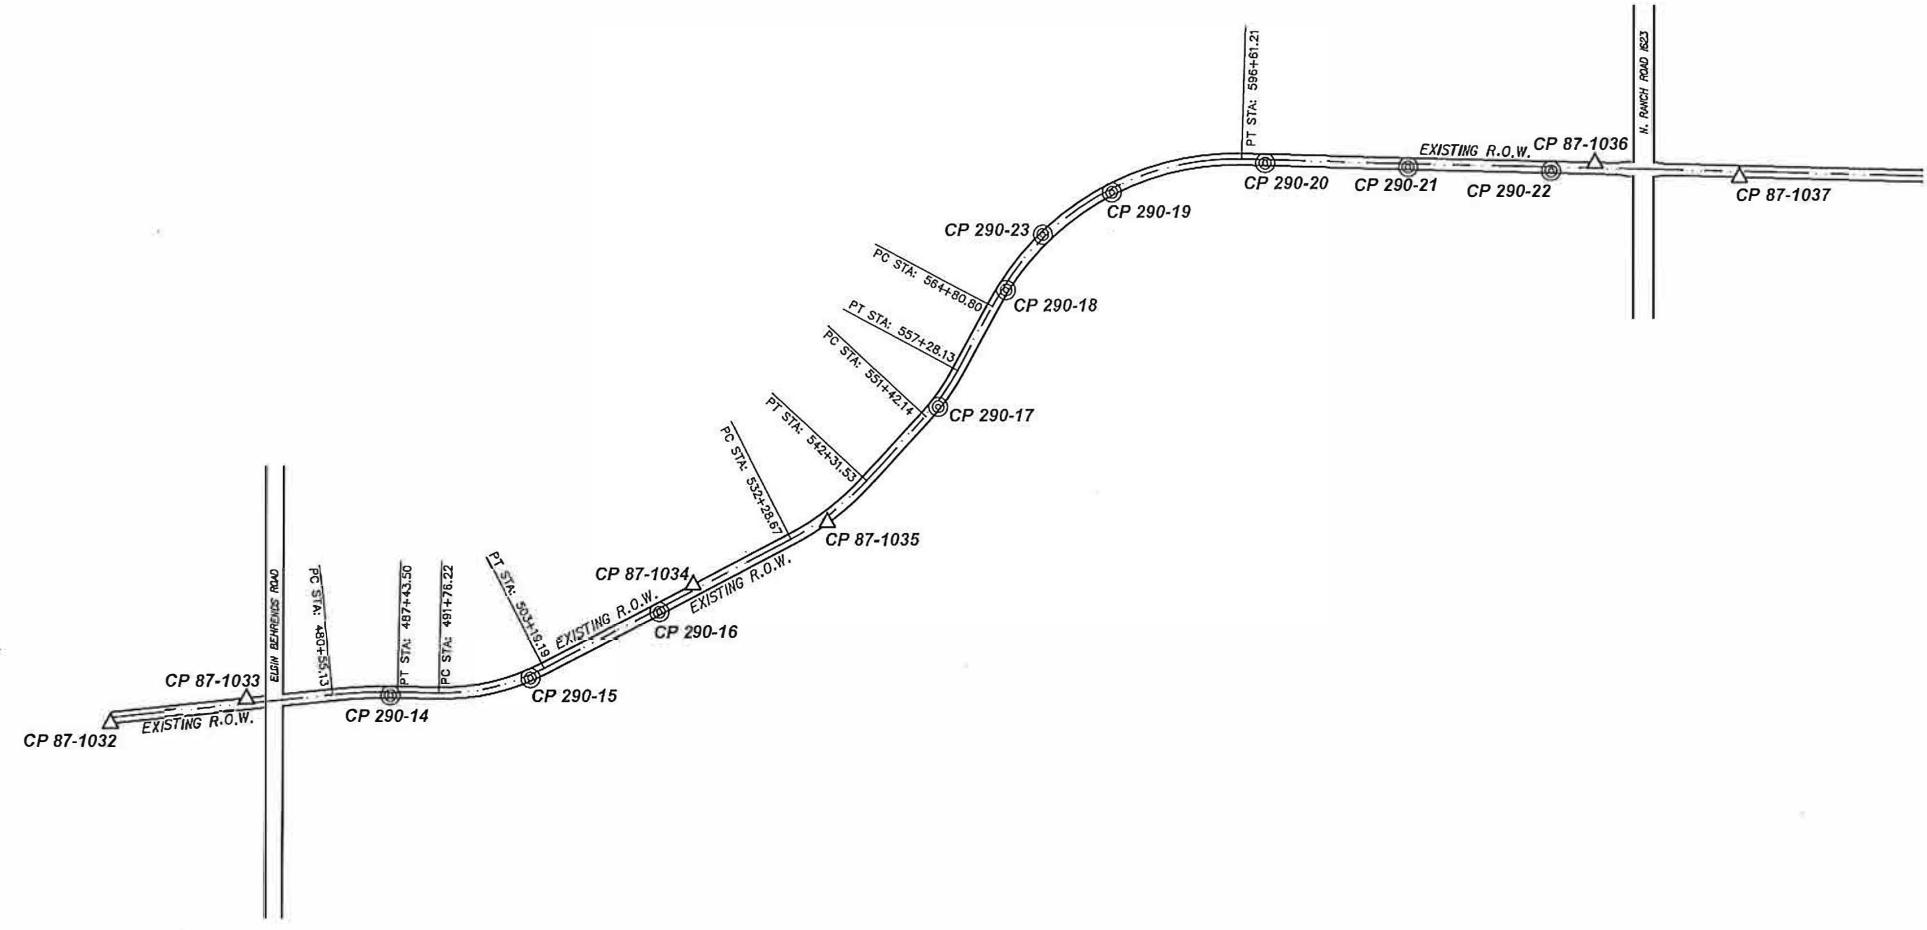 CP 87-1032
EXISTING R.O.W.
CP 87-1033
ELGIN BEHRENDS ROAD
PC STA: 480+55.13
CP 290-14
PT STA: 487+43.50
PC STA: 491+76.22
PT STA: 503+19.19
CP 290-15
EXISTING R.O.W.
CP 290-16
CP 87-1034
EXISTING R.O.W.
PC STA: 532+28.67
CP 87-1035
PT STA: 542+31.53
PC STA: 551+42.14
CP 290-17
PT STA: 557+28.13
PC STA: 564+80.80
CP 290-18
CP 290-23
CP 290-19
PT STA: 596+61.21
CP 290-20
CP 290-21
EXISTING R.O.W.
CP 290-22
CP 87-1036
N. RANCH ROAD 1623
CP 87-1037